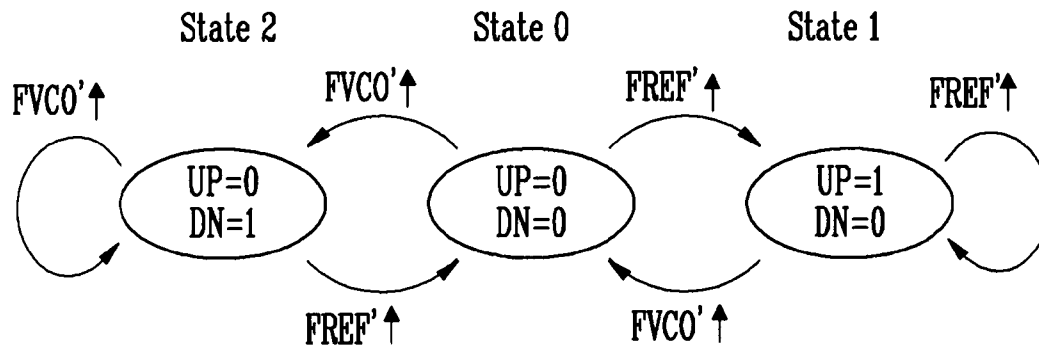 State 2
State 0
State 1
FVCO'↑
FVCO'↑
FREF'↑
FREF'↑
UP=0
DN=1
UP=0
DN=0
UP=1
DN=0
FREF'↑
FVCO'↑